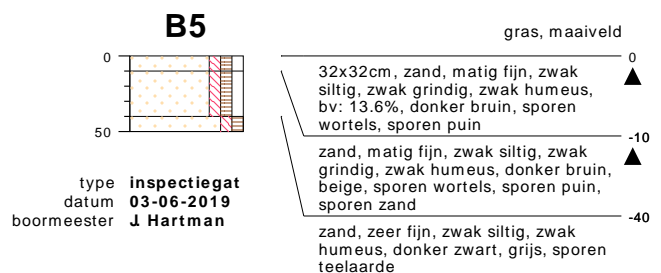 B5
gras, maaiveld
0
0
32x32cm, zand, matig fijn, zwak
siltig, zwak grindig, zwak humeus,
bv: 13.6%, donker bruin, sporen
wortels, sporen puin
-10
50
zand, matig fijn, zwak siltig, zwak
grindig, zwak humeus, donker bruin,
beige, sporen wortels, sporen puin,
sporen zand
-40
type inspectiegat
datum 03-06-2019
boormeester J. Hartman
zand, zeer fijn, zwak siltig, zwak
humeus, donker zwart, grijs, sporen
teelaarde